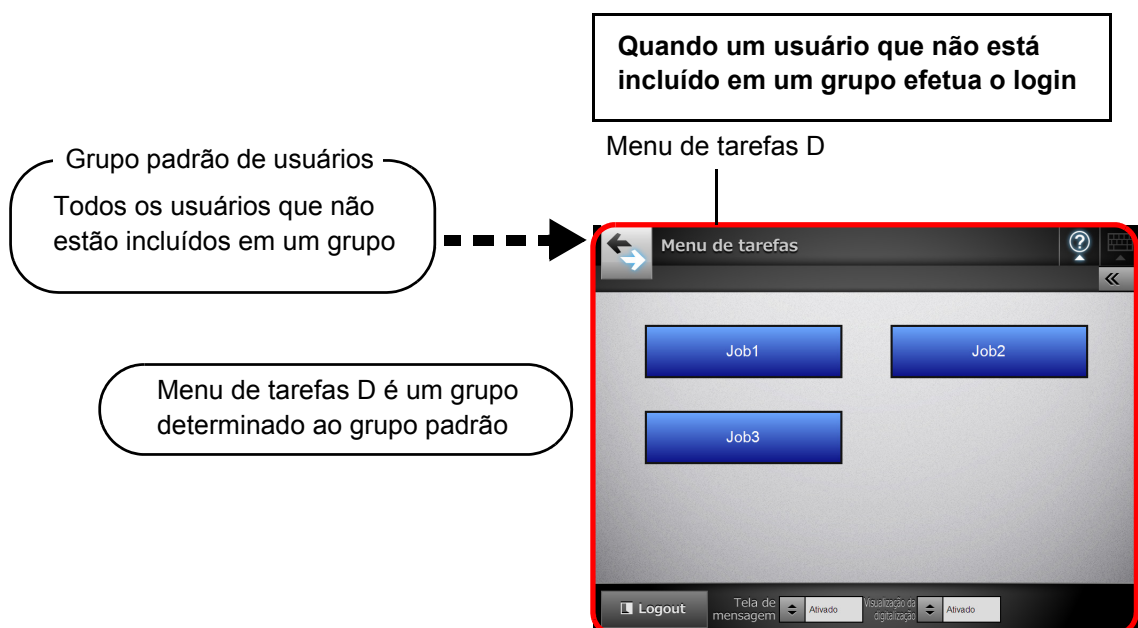 Quando um usuário que não está
incluído em um grupo efetua o login
Menu de tarefas D
Grupo padrão de usuários
Todos os usuários que não
estão incluídos em um grupo
Menu de tarefas D é um grupo
determinado ao grupo padrão
Menu de tarefas
?
Job1
Job2
Job3
Logout
Tela de
mensagem
Ativado
Visualização da
digitalização
Ativado